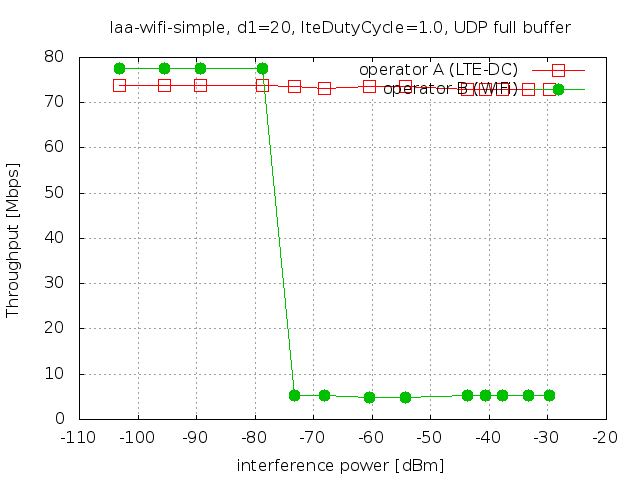 laa-wifi-simple, d1=20, lteDutyCycle=1.0, UDP full buffer
80
70
60
50
40
30
20
10
0
Throughput [Mbps]
operator A (LTE-DC)
operator B (WiFi)
-110 -100 -90 -80 -70 -60 -50 -40 -30 -20
interference power [dBm]